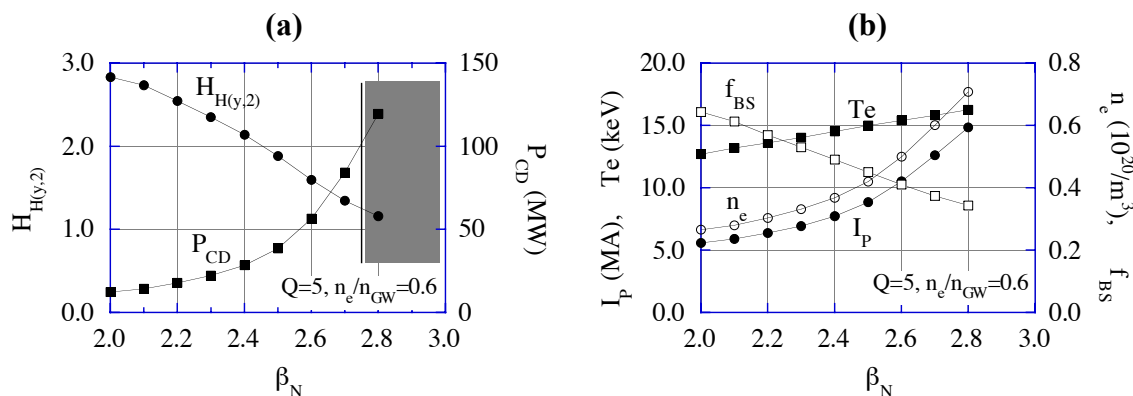 (a)
3.0
2.0
1.0
0.0
H_H(y,2)
150
100
50
0
P_CD (MW)
H_H(y,2)
P_CD
Q=5, n_e/n_GW=0.6
2.0 2.2 2.4 2.6 2.8 3.0
β_N
(b)
20.0
15.0
10.0
5.0
0.0
I_P (MA), Te (keV)
0.8
0.6
0.4
0.2
0.0
n_e (10^20/m^3), f_BS
f_BS
Te
n_e
I_P
Q=5, n_e/n_GW=0.6
2.0 2.2 2.4 2.6 2.8 3.0
β_N